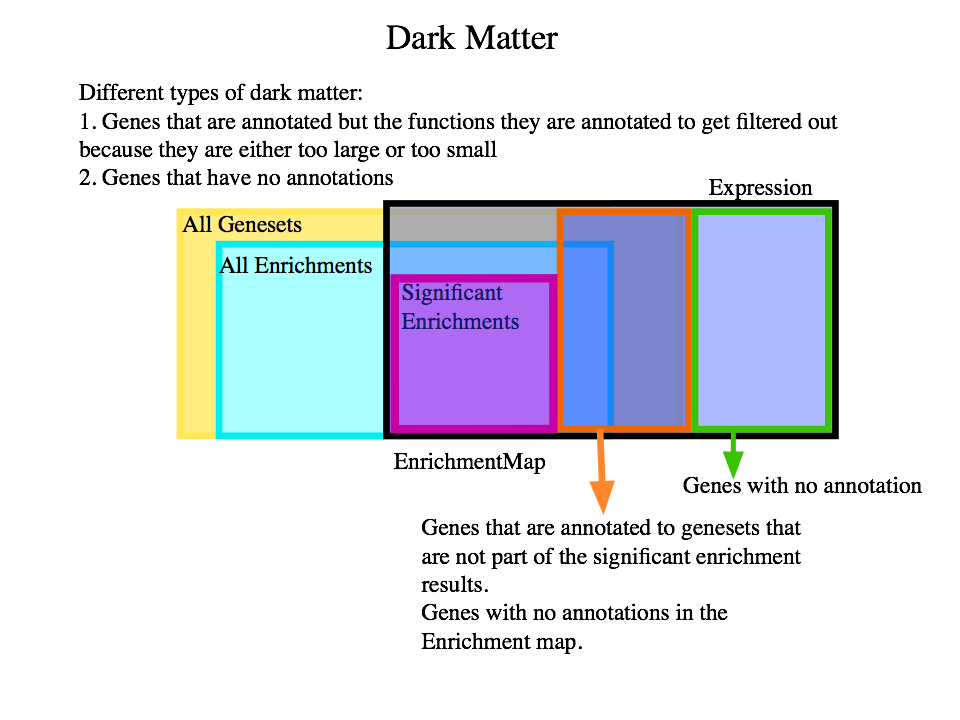 Dark Matter
Different types of dark matter:
1. Genes that are annotated but the functions they are annotated to get filtered out
because they are either too large or too small
2. Genes that have no annotations
Expression
All Genesets
All Enrichments
Significant
Enrichments
EnrichmentMap
Genes with no annotation
Genes that are annotated to genesets that
are not part of the significant enrichment
results.
Genes with no annotations in the
Enrichment map.